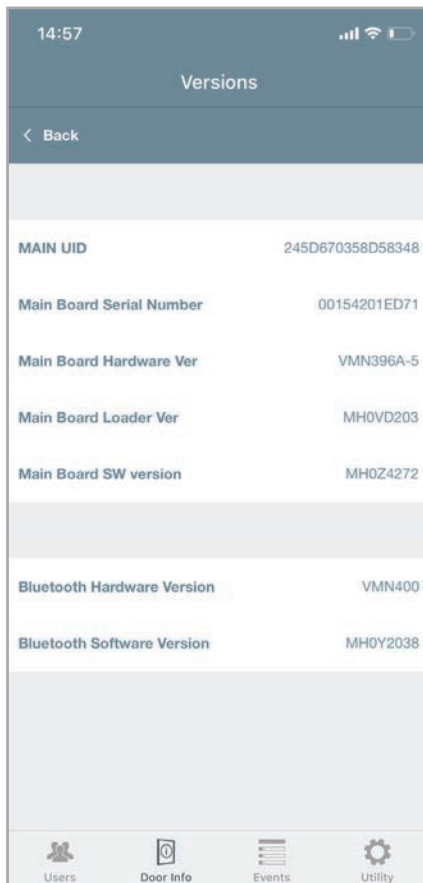 14:57
Versions
Back
MAIN UID 245D670358D58348
Main Board Serial Number 00154201ED71
Main Board Hardware Ver VMN396A-5
Main Board Loader Ver MH0VD203
Main Board SW version MH0Z4272
Bluetooth Hardware Version VMN400
Bluetooth Software Version MH0Y2038
Users Door Info Events Utility